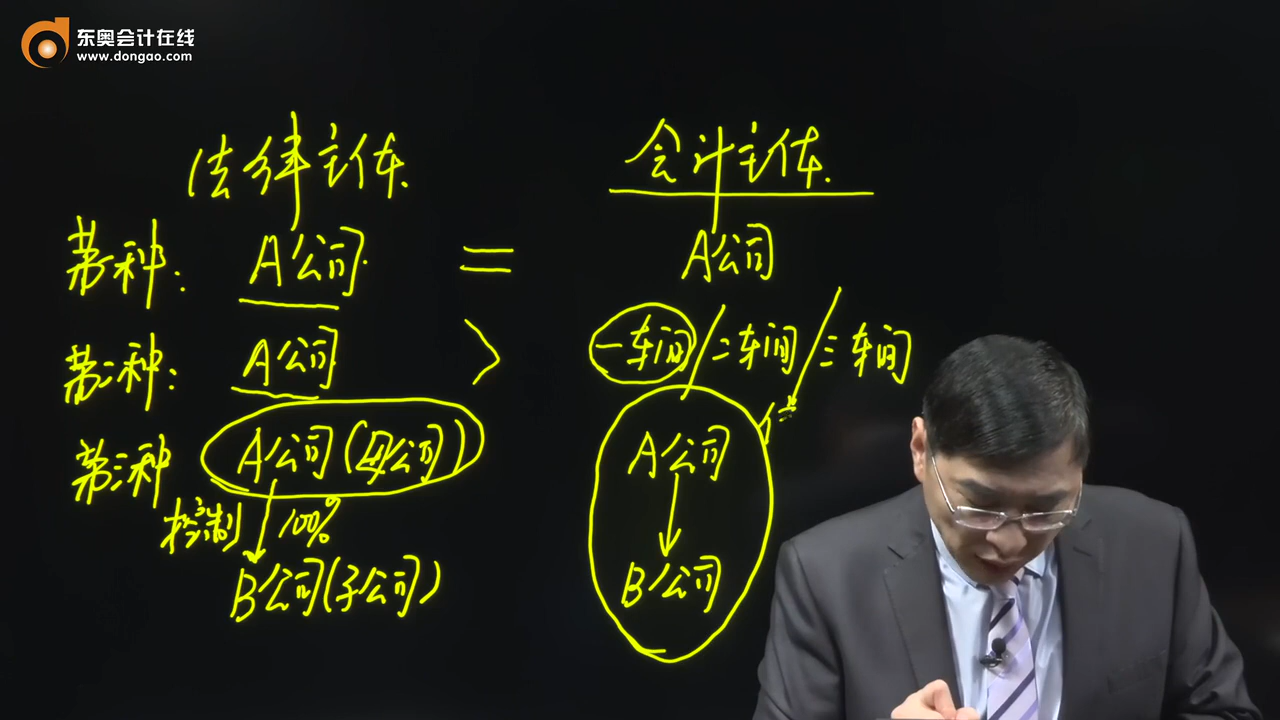 东奥会计在线
www.dongao.com
法律主体 会计主体
第一种: A公司 = A公司
第二种: A公司 > 一车间/二车间/三车间
第三种 A公司(母公司) A公司
控制 100%
B公司(子公司) B公司